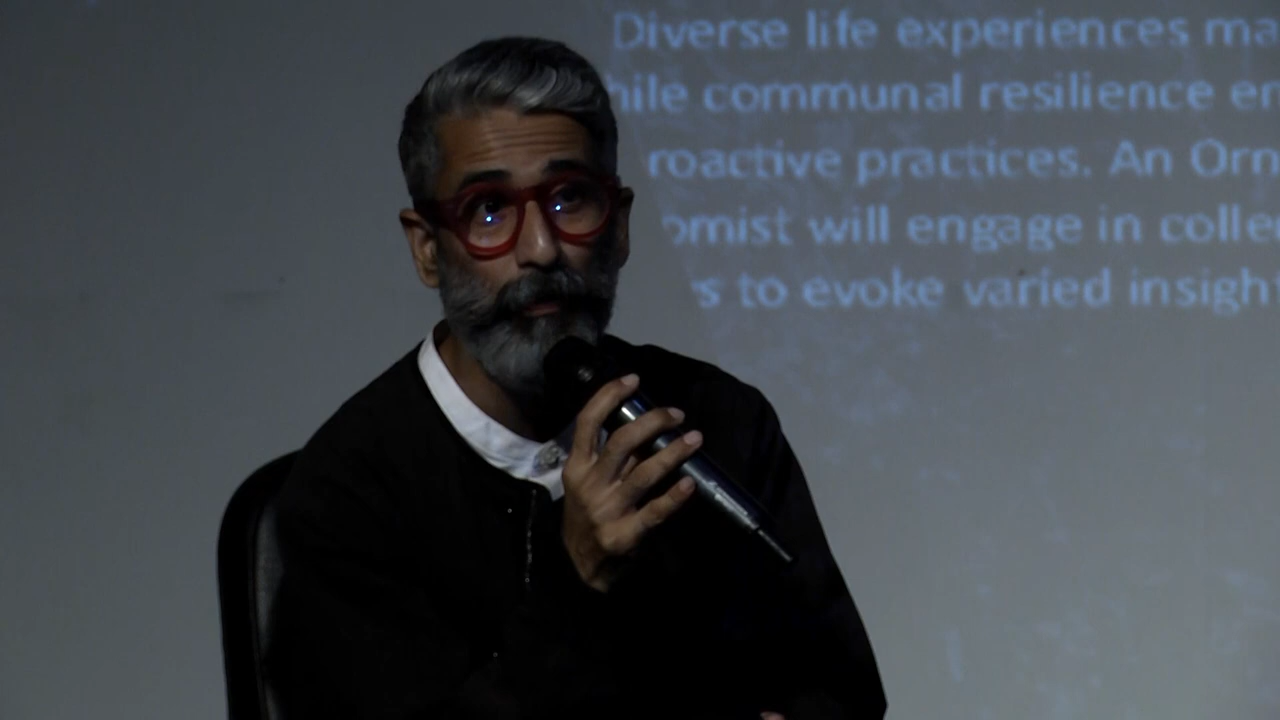 Diverse life experiences ma
hile communal resilience en
roactive practices. An Orn
omist will engage in colle
s to evoke varied insight